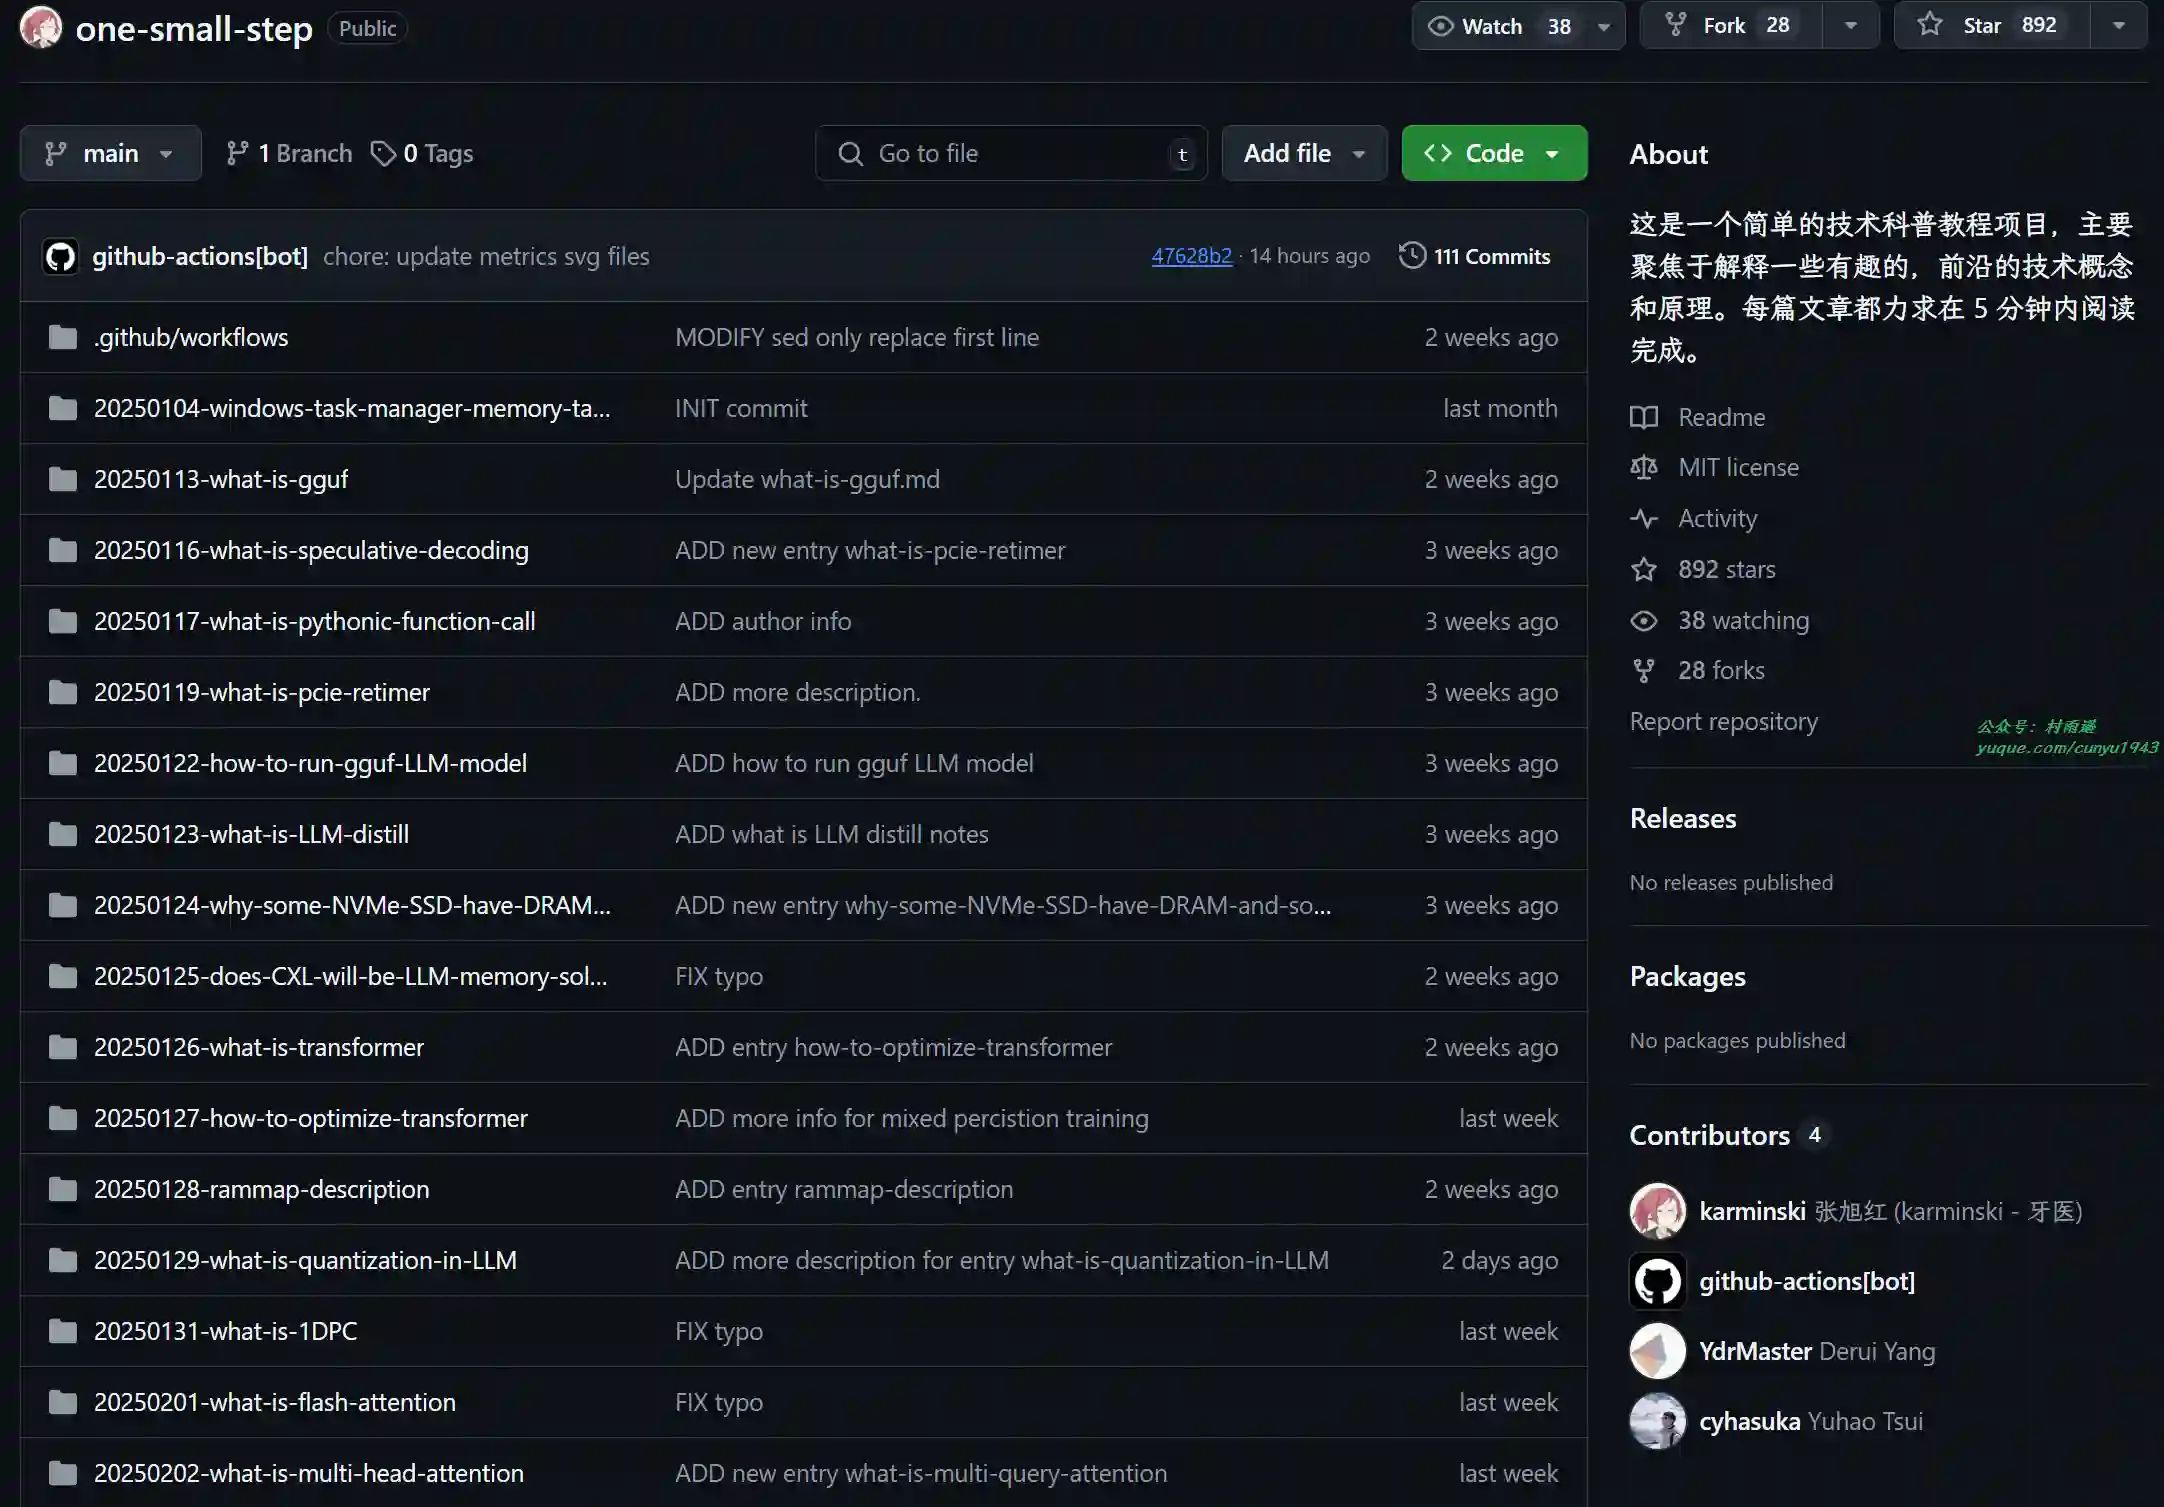 one-small-step Public
Watch 38
Fork 28
Star 892
main
1 Branch
0 Tags
Go to file
t
Add file
Code
github-actions[bot] chore: update metrics svg files 47628b2 · 14 hours ago 111 Commits
.github/workflows MODIFY sed only replace first line 2 weeks ago
20250104-windows-task-manager-memory-ta... INIT commit last month
20250113-what-is-gguf Update what-is-gguf.md 2 weeks ago
20250116-what-is-speculative-decoding ADD new entry what-is-pcie-retimer 3 weeks ago
20250117-what-is-pythonic-function-call ADD author info 3 weeks ago
20250119-what-is-pcie-retimer ADD more description. 3 weeks ago
20250122-how-to-run-gguf-LLM-model ADD how to run gguf LLM model 3 weeks ago
20250123-what-is-LLM-distill ADD what is LLM distill notes 3 weeks ago
20250124-why-some-NVMe-SSD-have-DRAM... ADD new entry why-some-NVMe-SSD-have-DRAM-and-so... 3 weeks ago
20250125-does-CXL-will-be-LLM-memory-sol... FIX typo 2 weeks ago
20250126-what-is-transformer ADD entry how-to-optimize-transformer 2 weeks ago
20250127-how-to-optimize-transformer ADD more info for mixed percistion training last week
20250128-rammap-description ADD entry rammap-description 2 weeks ago
20250129-what-is-quantization-in-LLM ADD more description for entry what-is-quantization-in-LLM 2 days ago
20250131-what-is-1DPC FIX typo last week
20250201-what-is-flash-attention FIX typo last week
20250202-what-is-multi-head-attention ADD new entry what-is-multi-query-attention last week
About
这是一个简单的技术科普教程项目，主要
聚焦于解释一些有趣的，前沿的技术概念
和原理。每篇文章都力求在 5 分钟内阅读
完成。
Readme
MIT license
Activity
892 stars
38 watching
28 forks
Report repository
公众号：村雨遥
yuque.com/cunyu1943
Releases
No releases published
Packages
No packages published
Contributors 4
karminski 张旭红 (karminski - 牙医)
github-actions[bot]
YdrMaster Derui Yang
cyhasuka Yuhao Tsui